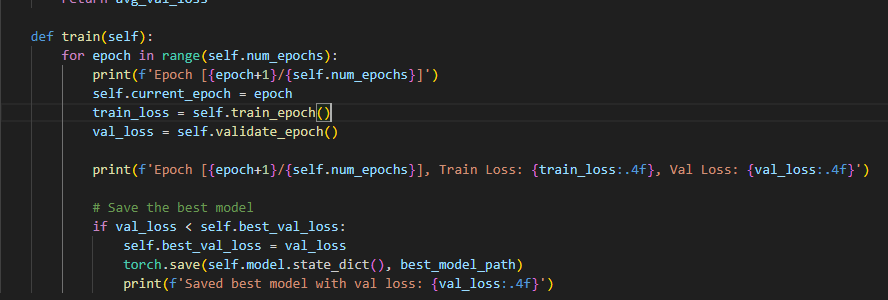 return avg_val_loss
def train(self):
for epoch in range(self.num_epochs):
print(f'Epoch [{epoch+1}/{self.num_epochs}]')
self.current_epoch = epoch
train_loss = self.train_epoch()
val_loss = self.validate_epoch()
print(f'Epoch [{epoch+1}/{self.num_epochs}], Train Loss: {train_loss:.4f}, Val Loss: {val_loss:.4f}')
# Save the best model
if val_loss < self.best_val_loss:
self.best_val_loss = val_loss
torch.save(self.model.state_dict(), best_model_path)
print(f'Saved best model with val loss: {val_loss:.4f}')